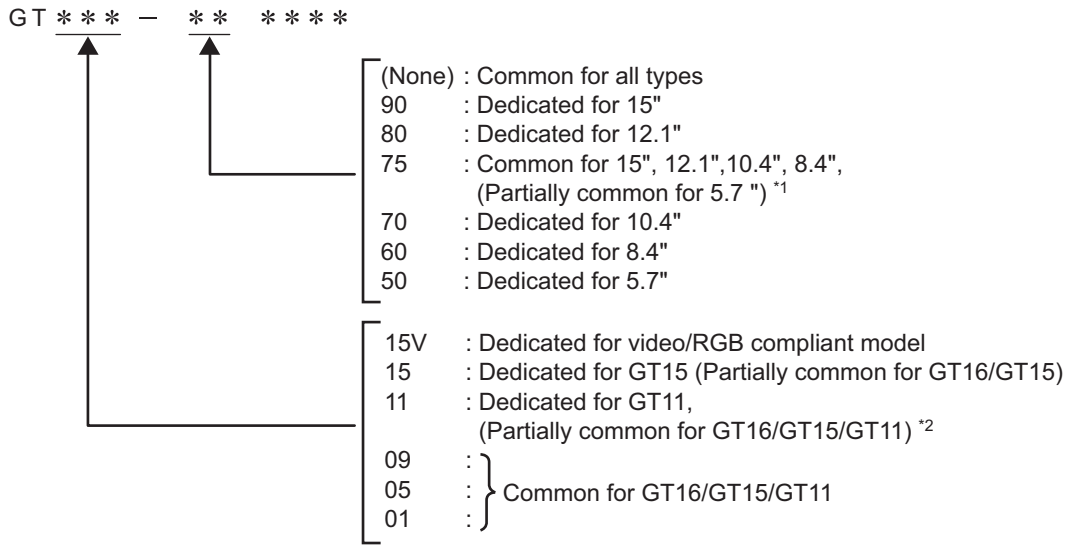 GT*** - ** ****
(None) : Common for all types
90 : Dedicated for 15"
80 : Dedicated for 12.1"
75 : Common for 15", 12.1",10.4", 8.4",
(Partially common for 5.7 ") *1
70 : Dedicated for 10.4"
60 : Dedicated for 8.4"
50 : Dedicated for 5.7"
15V : Dedicated for video/RGB compliant model
15 : Dedicated for GT15 (Partially common for GT16/GT15)
11 : Dedicated for GT11,
(Partially common for GT16/GT15/GT11) *2
09 :
05 : Common for GT16/GT15/GT11
01 :